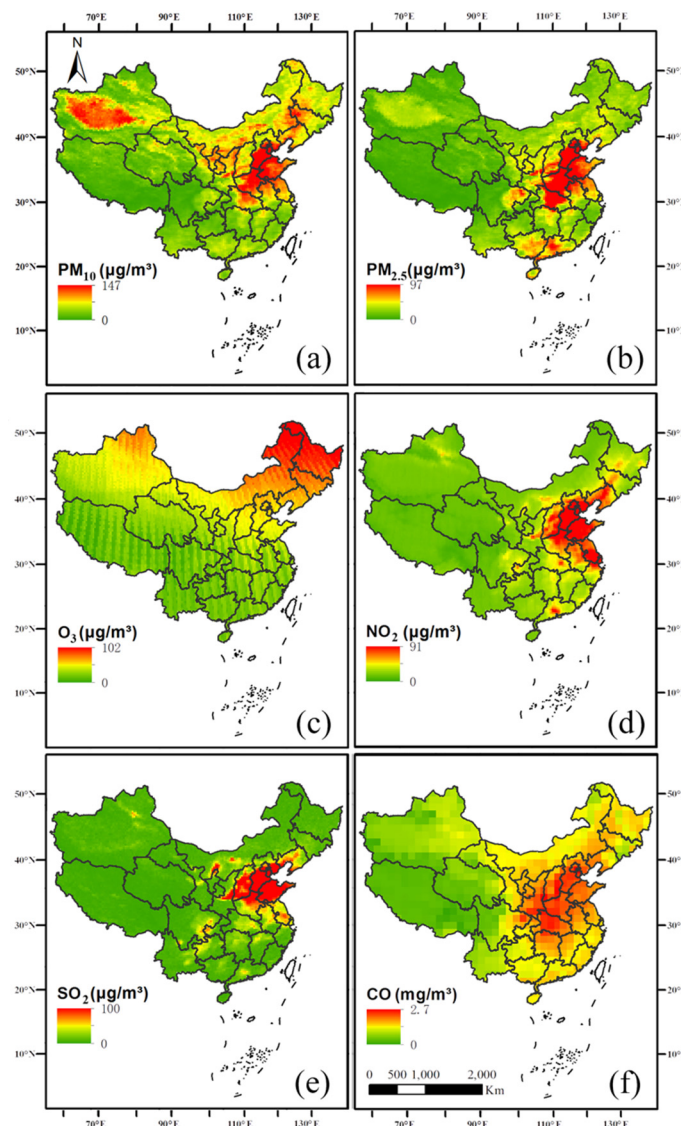 70°E 90°E 110°E 130°E 70°E 90°E 110°E 130°E
N
50°N
40°N
30°N
20°N
10°N
PM10 (μg/m³)
147
0
(a)
50°N
40°N
30°N
20°N
10°N
PM2.5(μg/m³)
97
0
(b)
50°N
40°N
30°N
20°N
10°N
O3 (μg/m³)
102
0
(c)
50°N
40°N
30°N
20°N
10°N
NO2 (μg/m³)
91
0
(d)
50°N
40°N
30°N
20°N
10°N
SO2 (μg/m³)
100
0
(e)
50°
40°N
30°N
20°N
10°N
CO (mg/m³)
2.7
0
0 500 1,000 2,000
Km
(f)
70°E 90°E 110°E 130°E 70°E 90°E 110°E 130°E